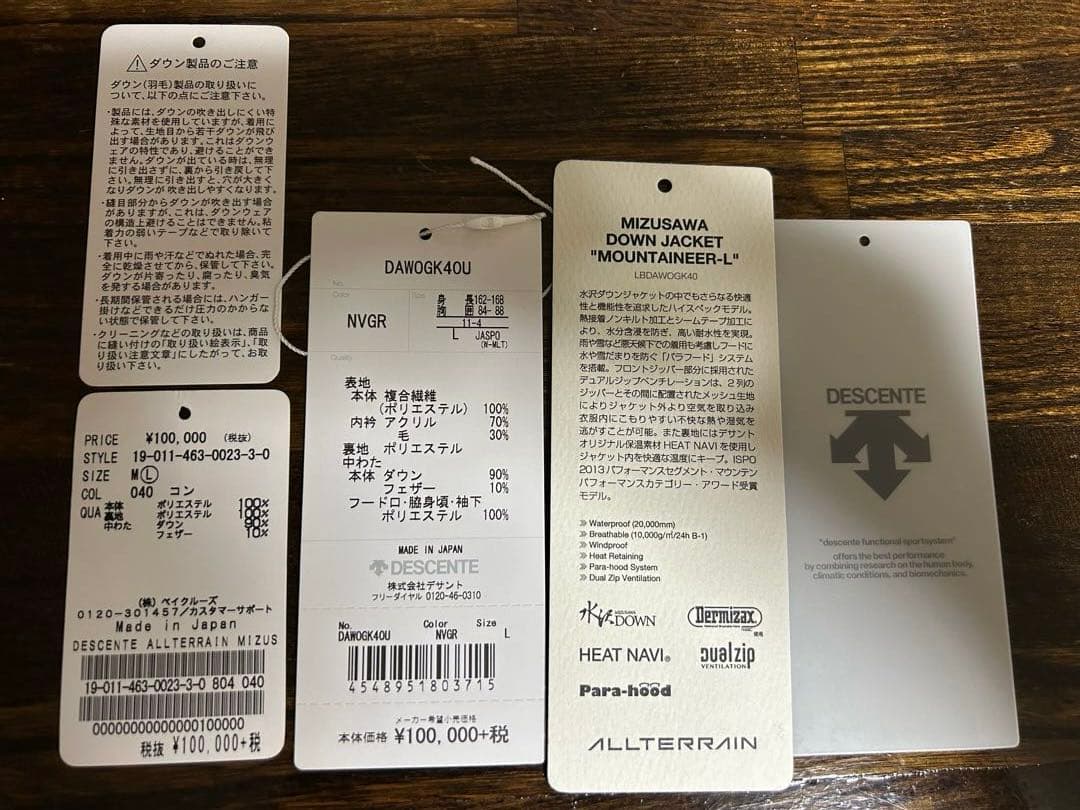 ⚠ダウン製品のご注意
ダウン(羽毛)製品の取り扱いに
ついて、以下の点にご注意下さい。
・製品には、ダウンの吹き出しにくい特
殊な素材を使用していますが、着用に
よって、生地目から若干ダウンが飛び
出す場合があります。これはダウンウ
ェアの特性であり、避けることができ
ません。ダウンが出ている時は、無理
に引き出さずに、裏から引き戻して下
さい。無理に引き出すと、穴が大きく
なりダウンが吹き出しやすくなります。
・縫目部分からダウンが吹き出す場合
がありますが、これは、ダウンウェア
の構造上避けることはできません。粘
着力の弱いテープなどで取り除いて
下さい。
・着用中に雨や汗などでぬれた場合、完
全に乾燥させてから、保管して下さい。
ダウンが片寄ったり、腐ったり、臭気
を発する場合があります。
・長期間保管される場合には、ハンガー
掛けなどできるだけ圧力のかからな
い状態で保管して下さい。
・クリーニングなどの取り扱いは、商品
に縫い付けの「取り扱い絵表示」、「取
り扱い注意文章」にしたがって、お取
り扱い下さい。
PRICE ¥100,000 (税抜)
STYLE 19-011-463-0023-3-0
SIZE M Ⓛ
COL 040 コン
QUA 本体 ポリエステル 100%
裏地 ポリエステル 100%
中わた ダウン 90%
フェザー 10%
(株) ベイクルーズ
0120-301457/カスタマーサポート
Made in Japan
DESCENTE ALLTERRAIN MIZUS
19-011-463-0023-3-0 804 040
00000000000000100000
税抜 ¥100,000+税
No.
DAWOGK40U
Color
NVGR
Size
身 長162-168
胸 囲 84- 88
11-4
L JASPO
(W-MLT)
Quality
表地
本体 複合繊維
(ポリエステル) 100%
内衿 アクリル 70%
毛 30%
裏地 ポリエステル
中わた
本体 ダウン 90%
フェザー 10%
フードロ・脇身頃・袖下
ポリエステル 100%
MADE IN JAPAN
DESCENTE
株式会社デサント
フリーダイヤル 0120-46-0310
No. Color Size
DAWOGK40U NVGR L
4548951803715
メーカー希望小売価格
本体価格 ¥100,000+税
MIZUSAWA
DOWN JACKET
"MOUNTAINEER-L"
LBDAWOGK40
水沢ダウンジャケットの中でもさらなる快適
性と機能性を追求したハイスペックモデル。
熱接着ノンキルト加工とシームテープ加工に
より、水分含浸を防ぎ、高い耐水性を実現。
雨や雪など悪天候下での着用も考慮しフードに
水や雪だまりを防ぐ「パラフード」システム
を搭載。フロントジッパー部分に採用された
デュアルジップベンチレーションは、2列の
ジッパーとその間に配置されたメッシュ生地
によりジャケット外より空気を取り込み
衣服内にこもりやすい不快な熱や湿気を
逃がすことが可能。また裏地にはデサント
オリジナル保温素材HEAT NAVIを使用し
ジャケット内を快適な温度にキープ。ISPO
2013パフォーマンスセグメント・マウンテン
パフォーマンスカテゴリー・アワード受賞
モデル。
» Waterproof (20,000mm)
» Breathable (10,000g/㎡/24h B-1)
» Windproof
» Heat Retaining
» Para-hood System
» Dual Zip Ventilation
水沢 MIZUSAWA DOWN
Dermizax
HEAT NAVI®
dualzip
VENTILATION
Para-hood
ALLTERRAIN
DESCENTE
"descente functional sportsystem"
offers the best performance
by combining research on the human body,
climatic conditions, and biomechanics.